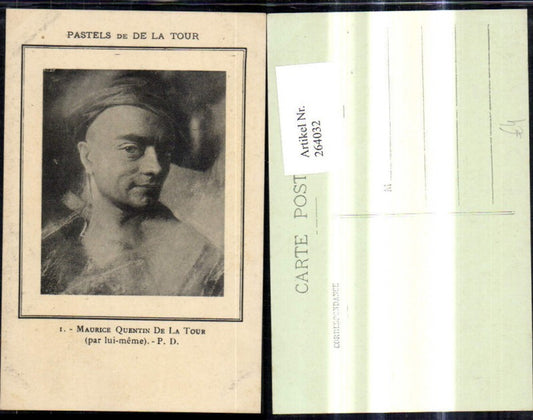 PASTELS DE DE LA TOUR
1. - MAURICE QUENTIN DE LA TOUR
(par lui-même). - P. D.
Artikel Nr.
264032
CARTE POST
CORRESPONDANCE
M